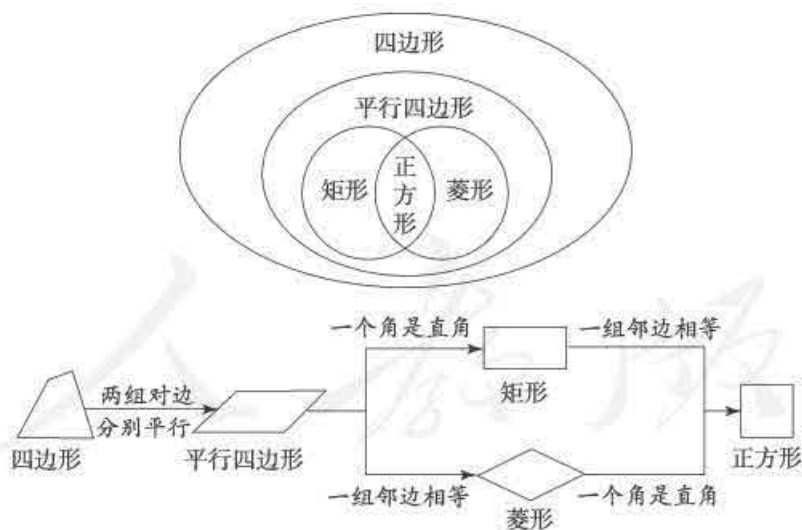 四边形
平行四边形
矩形
正方形
菱形
一个角是直角
一组邻边相等
矩形
两组对边
分别平行
四边形
平行四边形
正方形
一组邻边相等
一个角是直角
菱形